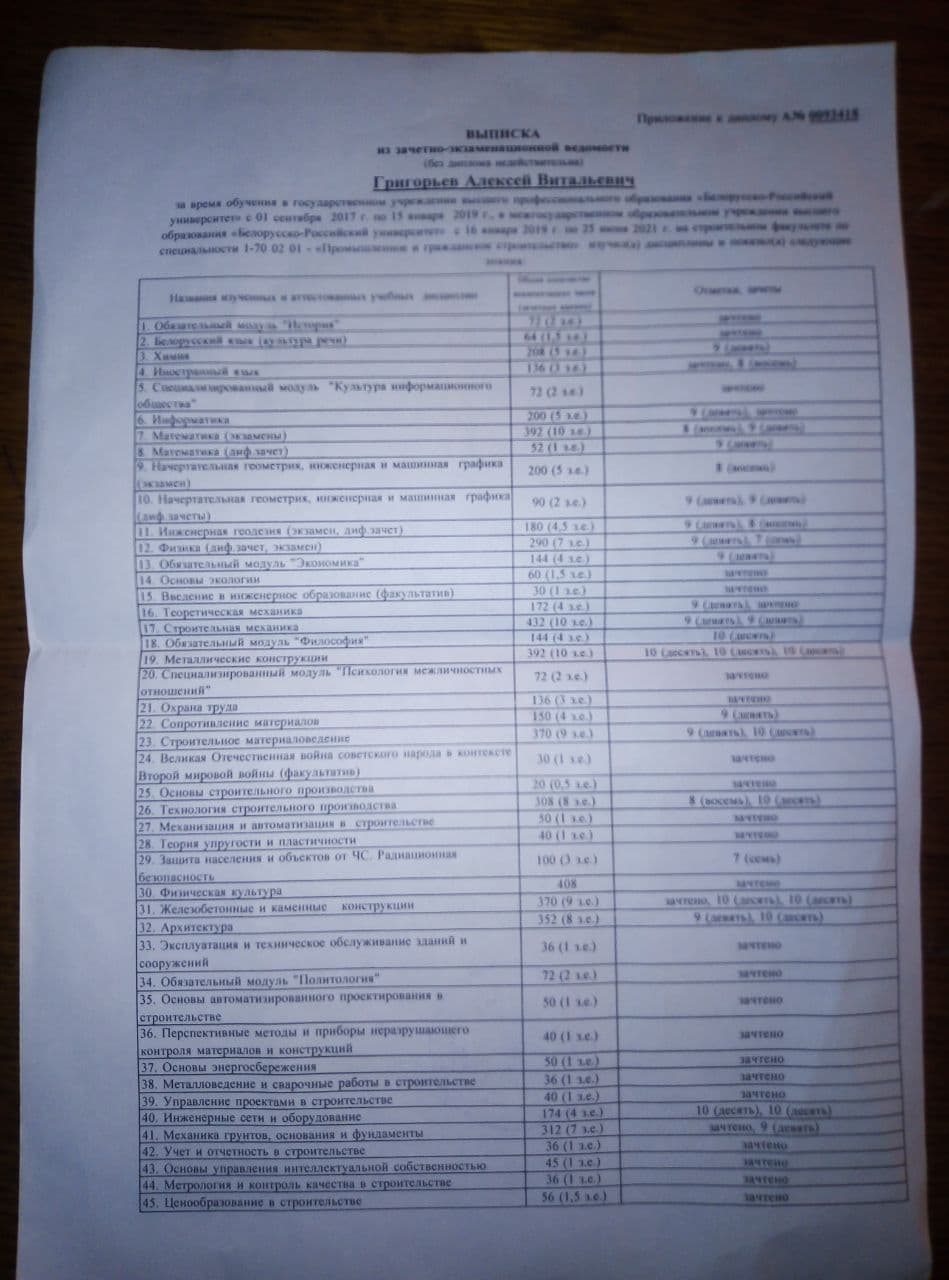 Приложение к диплому А№ 0093418
ВЫПИСКА
из зачетно-экзаменационной ведомости
(без диплома недействительна)
Григорьев Алексей Витальевич
за время обучения в государственном учреждении высшего профессионального образования «Белорусско-Российский
университет» с 01 сентября 2017 г. по 15 января 2019 г., в межгосударственном образовательном учреждении высшего
образования «Белорусско-Российский университет» с 16 января 2019 г. по 25 июня 2021 г. на строительном факультете по
специальности 1-70 02 01 - «Промышленное и гражданское строительство» изучил(а) дисциплины и показал(а) следующие
знания:
Названия изученных и аттестованных учебных дисциплин
Отметки, зачеты
1. Обязательный модуль "История" 72 (2 з.е.) зачтено
2. Белорусский язык (культура речи) 64 (1,5 з.е.) зачтено
3. Химия 208 (5 з.е.) 9 (девять)
4. Иностранный язык 136 (3 з.е.) зачтено, 8 (восемь)
5. Специализированный модуль "Культура информационного
общества" 72 (2 з.е.) зачтено
6. Информатика 200 (5 з.е.) 9 (девять), зачтено
7. Математика (экзамены) 392 (10 з.е.) 8 (восемь), 9 (девять)
8. Математика (диф.зачет) 52 (1 з.е.) 9 (девять)
9. Начертательная геометрия, инженерная и машинная графика
(экзамен) 200 (5 з.е.) 8 (восемь)
10. Начертательная геометрия, инженерная и машинная графика
(диф.зачеты) 90 (2 з.е.) 9 (девять), 9 (девять)
11. Инженерная геодезия (экзамен, диф.зачет) 180 (4,5 з.е.) 9 (девять), 8 (восемь)
12. Физика (диф.зачет, экзамен) 290 (7 з.е.) 9 (девять), 7 (семь)
13. Обязательный модуль "Экономика" 144 (4 з.е.) 9 (девять)
14. Основы экологии 60 (1,5 з.е.) зачтено
15. Введение в инженерное образование (факультатив) 30 (1 з.е.) зачтено
16. Теоретическая механика 172 (4 з.е.) 9 (девять), зачтено
17. Строительная механика 432 (10 з.е.) 9 (девять), 9 (девять)
18. Обязательный модуль "Философия" 144 (4 з.е.) 10 (десять)
19. Металлические конструкции 392 (10 з.е.) 10 (десять), 10 (десять), 10 (десять)
20. Специализированный модуль "Психология межличностных
отношений" 72 (2 з.е.) зачтено
21. Охрана труда 136 (3 з.е.) зачтено
22. Сопротивление материалов 150 (4 з.е.) 9 (девять)
23. Строительное материаловедение 370 (9 з.е.) 9 (девять), 10 (десять)
24. Великая Отечественная война советского народа в контексте
Второй мировой войны (факультатив) 30 (1 з.е.) зачтено
25. Основы строительного производства 20 (0,5 з.е.) зачтено
26. Технология строительного производства 308 (8 з.е.) 8 (восемь), 10 (десять)
27. Механизация и автоматизация в строительстве 50 (1 з.е.) зачтено
28. Теория упругости и пластичности 40 (1 з.е.) зачтено
29. Защита населения и объектов от ЧС. Радиационная
безопасность 100 (3 з.е.) 7 (семь)
30. Физическая культура 408 зачтено
31. Железобетонные и каменные конструкции 370 (9 з.е.) зачтено, 10 (десять), 10 (десять)
32. Архитектура 352 (8 з.е.) 9 (девять), 10 (десять)
33. Эксплуатация и техническое обслуживание зданий и
сооружений 36 (1 з.е.) зачтено
34. Обязательный модуль "Политология" 72 (2 з.е.) зачтено
35. Основы автоматизированного проектирования в
строительстве 50 (1 з.е.) зачтено
36. Перспективные методы и приборы неразрушающего
контроля материалов и конструкций 40 (1 з.е.) зачтено
37. Основы энергосбережения 50 (1 з.е.) зачтено
38. Металловедение и сварочные работы в строительстве 36 (1 з.е.) зачтено
39. Управление проектами в строительстве 40 (1 з.е.) зачтено
40. Инженерные сети и оборудование 174 (4 з.е.) 10 (десять), 10 (десять)
41. Механика грунтов, основания и фундаменты 312 (7 з.е.) зачтено, 9 (девять)
42. Учет и отчетность в строительстве 36 (1 з.е.) зачтено
43. Основы управления интеллектуальной собственностью 45 (1 з.е.) зачтено
44. Метрология и контроль качества в строительстве 36 (1 з.е.) зачтено
45. Ценообразование в строительстве 56 (1,5 з.е.) зачтено